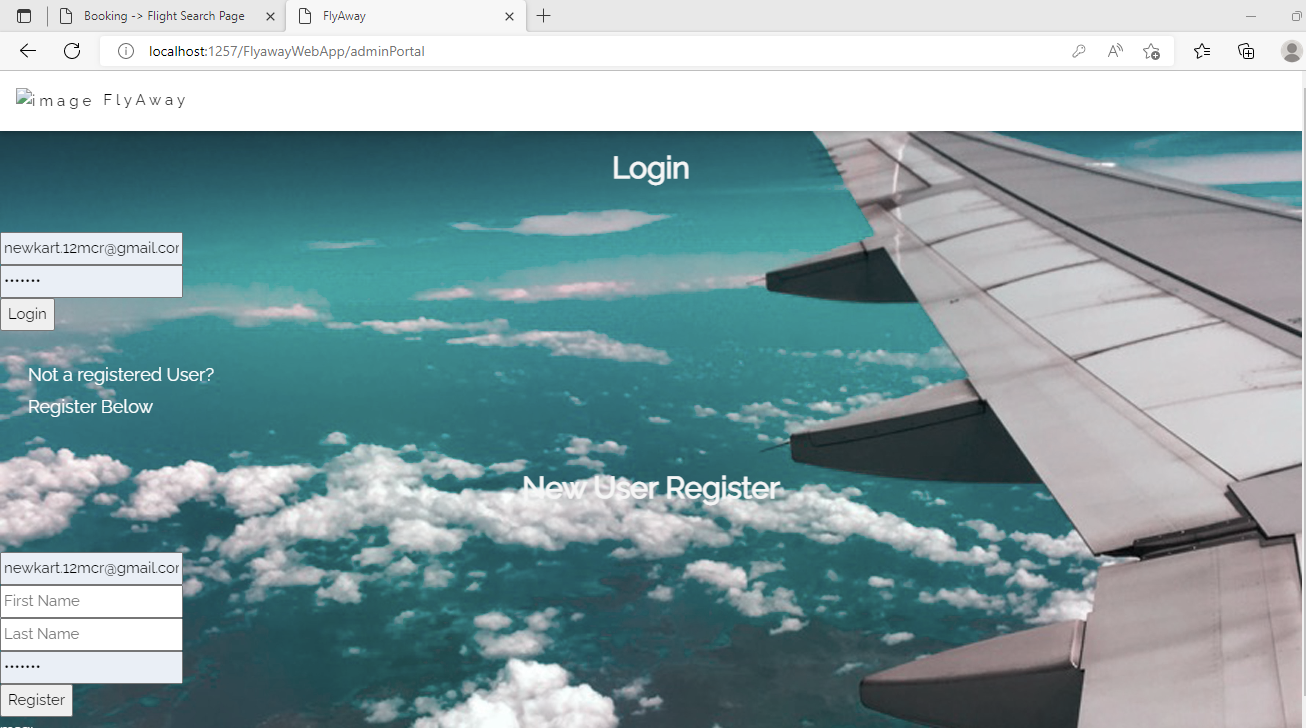 Booking -> Flight Search Page
FlyAway
localhost:1257/FlyawayWebApp/adminPortal
image FlyAway
Login
newkart.12mcr@gmail.cor
•••••••
Login
Not a registered User?
Register Below
New User Register
newkart.12mcr@gmail.cor
First Name
Last Name
•••••••
Register